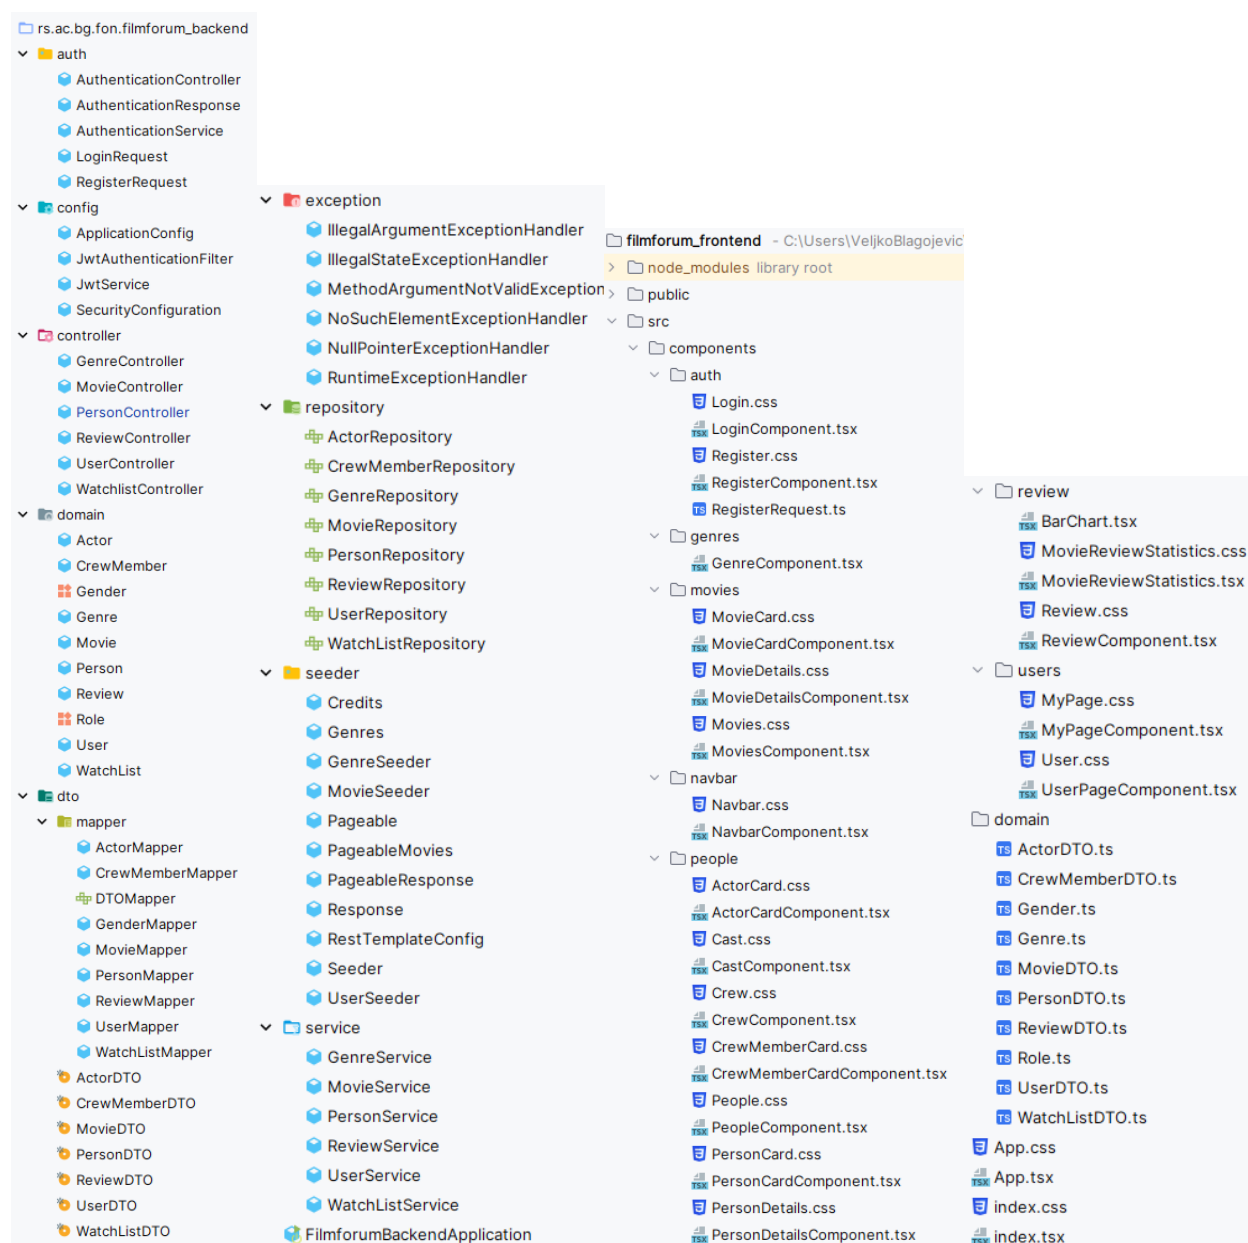 rs.ac.bg.fon.filmforum_backend
auth
AuthenticationController
AuthenticationResponse
AuthenticationService
LoginRequest
RegisterRequest
config
ApplicationConfig
JwtAuthenticationFilter
JwtService
SecurityConfiguration
controller
GenreController
MovieController
PersonController
ReviewController
UserController
WatchlistController
domain
Actor
CrewMember
Gender
Genre
Movie
Person
Review
Role
User
WatchList
dto
mapper
ActorMapper
CrewMemberMapper
DTOMapper
GenderMapper
MovieMapper
PersonMapper
ReviewMapper
UserMapper
WatchListMapper
ActorDTO
CrewMemberDTO
MovieDTO
PersonDTO
ReviewDTO
UserDTO
WatchListDTO
exception
IllegalArgumentExceptionHandler
IllegalStateExceptionHandler
MethodArgumentNotValidException
NoSuchElementExceptionHandler
NullPointerExceptionHandler
RuntimeExceptionHandler
repository
ActorRepository
CrewMemberRepository
GenreRepository
MovieRepository
PersonRepository
ReviewRepository
UserRepository
WatchListRepository
seeder
Credits
Genres
GenreSeeder
MovieSeeder
Pageable
PageableMovies
PageableResponse
Response
RestTemplateConfig
Seeder
UserSeeder
service
GenreService
MovieService
PersonService
ReviewService
UserService
WatchListService
FilmforumBackendApplication
filmforum_frontend - C:\Users\VeljkoBlagojevic\
node_modules library root
public
src
components
auth
Login.css
LoginComponent.tsx
Register.css
RegisterComponent.tsx
RegisterRequest.ts
genres
GenreComponent.tsx
movies
MovieCard.css
MovieCardComponent.tsx
MovieDetails.css
MovieDetailsComponent.tsx
Movies.css
MoviesComponent.tsx
navbar
Navbar.css
NavbarComponent.tsx
people
ActorCard.css
ActorCardComponent.tsx
Cast.css
CastComponent.tsx
Crew.css
CrewComponent.tsx
CrewMemberCard.css
CrewMemberCardComponent.tsx
People.css
PeopleComponent.tsx
PersonCard.css
PersonCardComponent.tsx
PersonDetails.css
PersonDetailsComponent.tsx
review
BarChart.tsx
MovieReviewStatistics.css
MovieReviewStatistics.tsx
Review.css
ReviewComponent.tsx
users
MyPage.css
MyPageComponent.tsx
User.css
UserPageComponent.tsx
domain
ActorDTO.ts
CrewMemberDTO.ts
Gender.ts
Genre.ts
MovieDTO.ts
PersonDTO.ts
ReviewDTO.ts
Role.ts
UserDTO.ts
WatchListDTO.ts
App.css
App.tsx
index.css
index.tsx